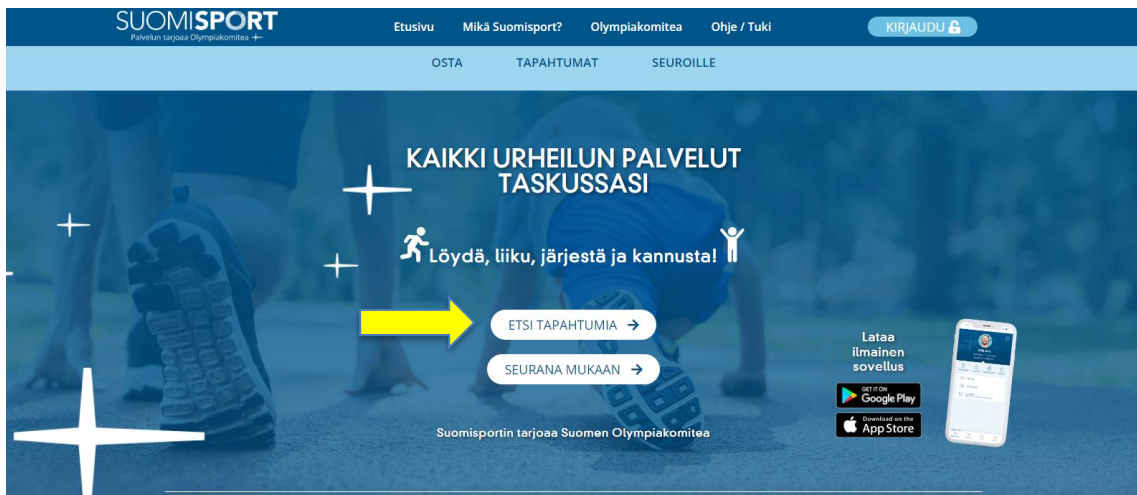 SUOMISPORT
Palvelun tarjoaa Olympiakomitea
Etusivu Mikä Suomisport? Olympiakomitea Ohje / Tuki
KIRJAUDU
OSTA TAPAHTUMAT SEUROILLE
KAIKKI URHEILUN PALVELUT
TASKUSSASI
Löydä, liiku, järjestä ja kannusta!
ETSI TAPAHTUMIA →
SEURANA MUKAAN →
Lataa
ilmainen
sovellus
GET IT ON
Google Play
Download on the
App Store
Suomisportin tarjoaa Suomen Olympiakomitea